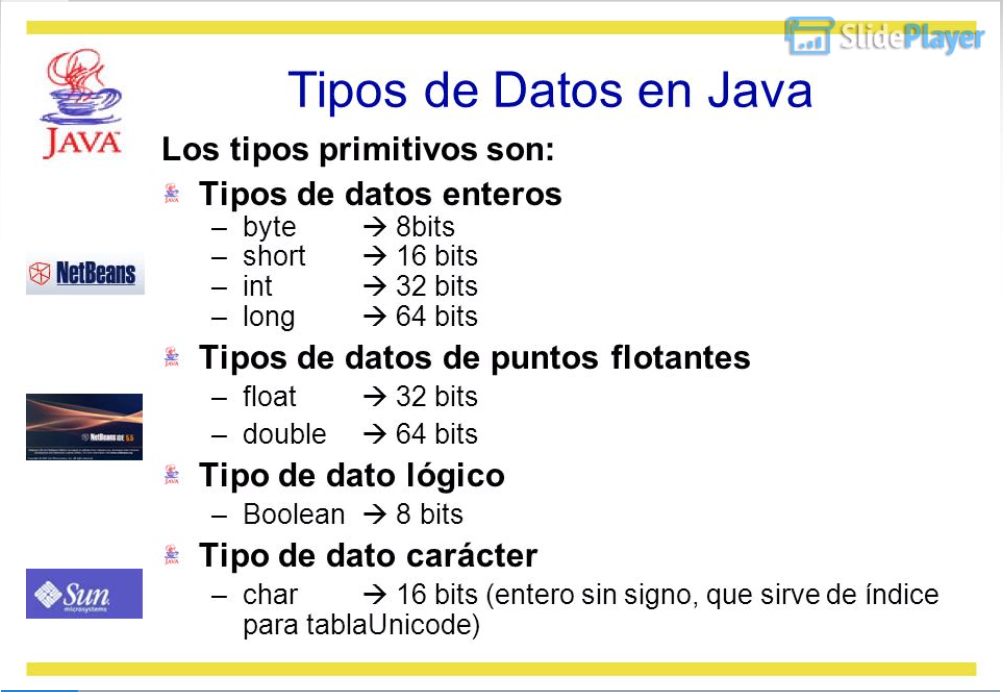 SlidePlayer
Tipos de Datos en Java
JAVA
Los tipos primitivos son:
Tipos de datos enteros
– byte → 8bits
– short → 16 bits
– int → 32 bits
– long → 64 bits
NetBeans
Tipos de datos de puntos flotantes
– float → 32 bits
– double → 64 bits
NetBeans IDE 5.5
Tipo de dato lógico
– Boolean → 8 bits
Tipo de dato carácter
– char → 16 bits (entero sin signo, que sirve de índice
para tablaUnicode)
Sun
microsystems